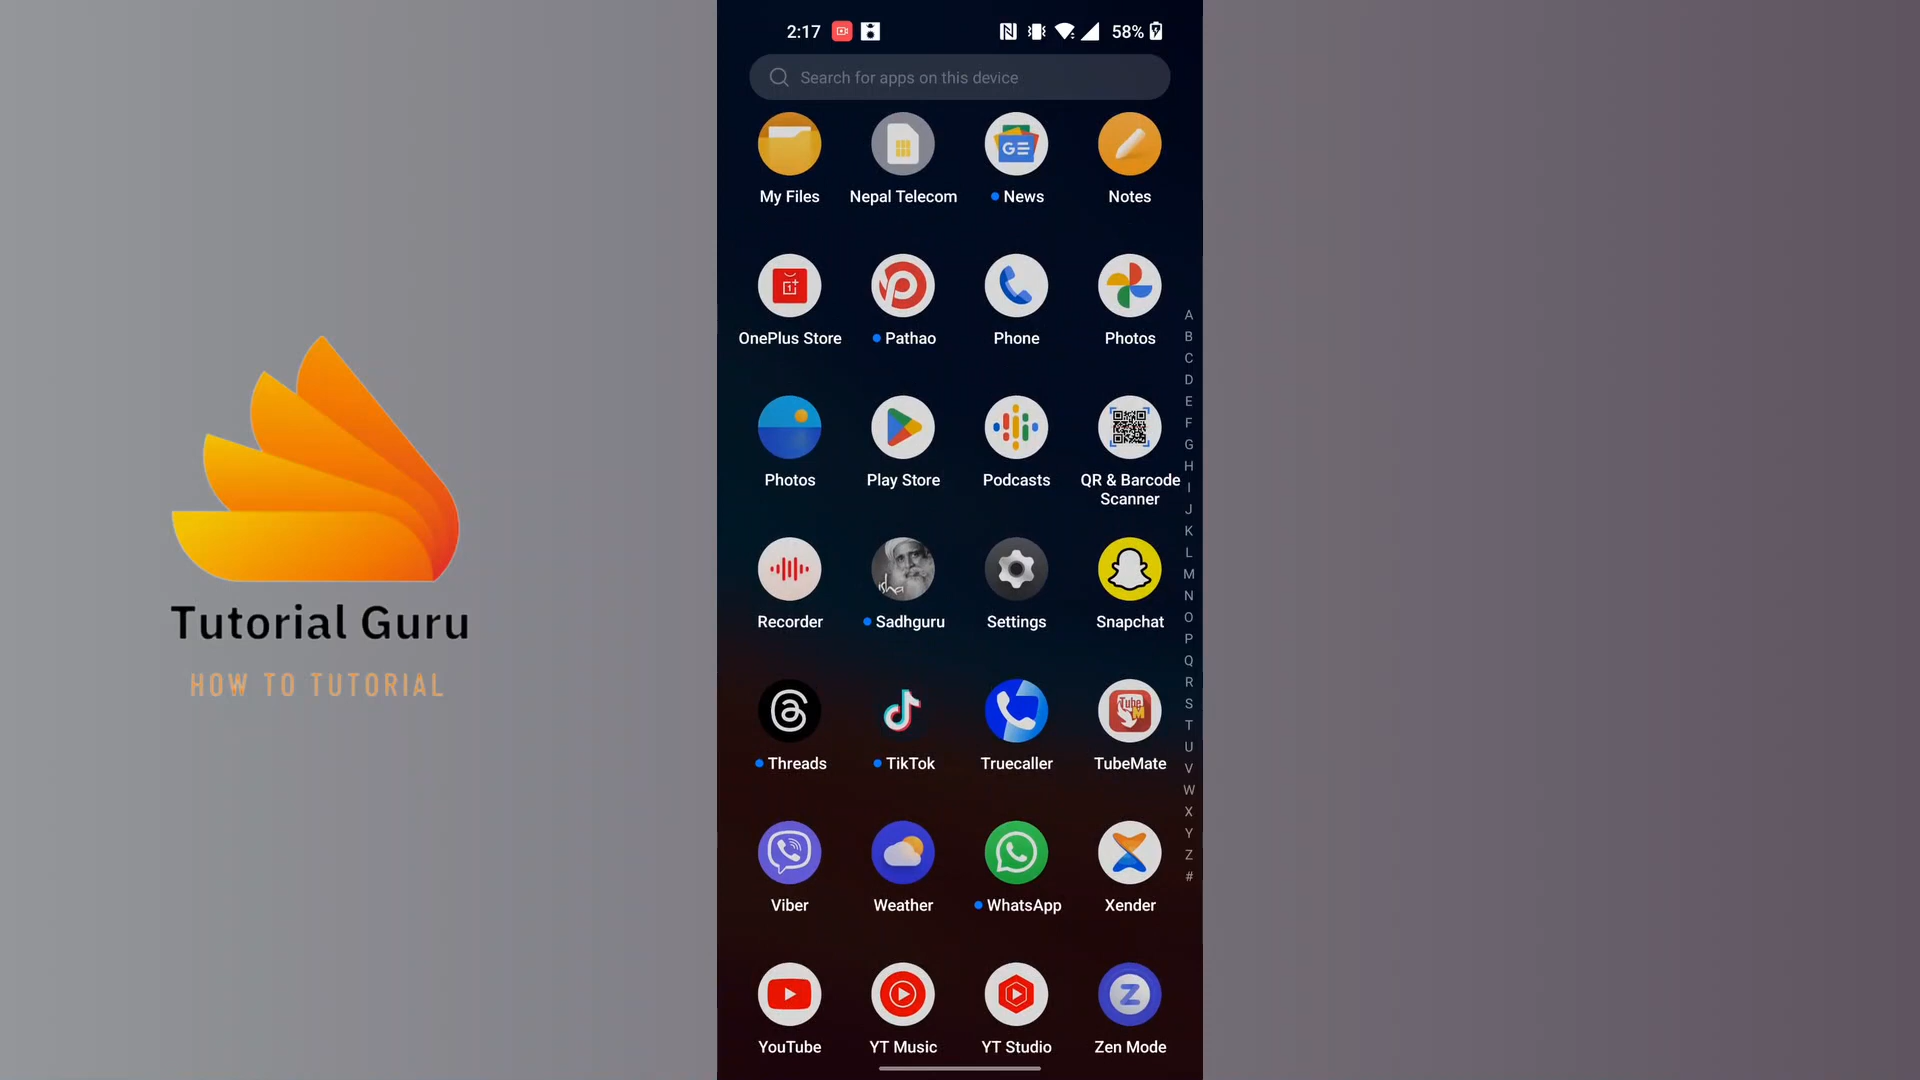 2:17
58%
Search for apps on this device
My Files
Nepal Telecom
News
Notes
OnePlus Store
Pathao
Phone
Photos
Photos
Play Store
Podcasts
QR & Barcode
Scanner
Recorder
Sadhguru
Settings
Snapchat
Threads
TikTok
Truecaller
TubeMate
Viber
Weather
WhatsApp
Xender
YouTube
YT Music
YT Studio
Zen Mode
A
B
C
D
E
F
G
H
I
J
K
L
M
N
O
P
Q
R
S
T
U
V
W
X
Y
Z
#
Tutorial Guru
HOW TO TUTORIAL